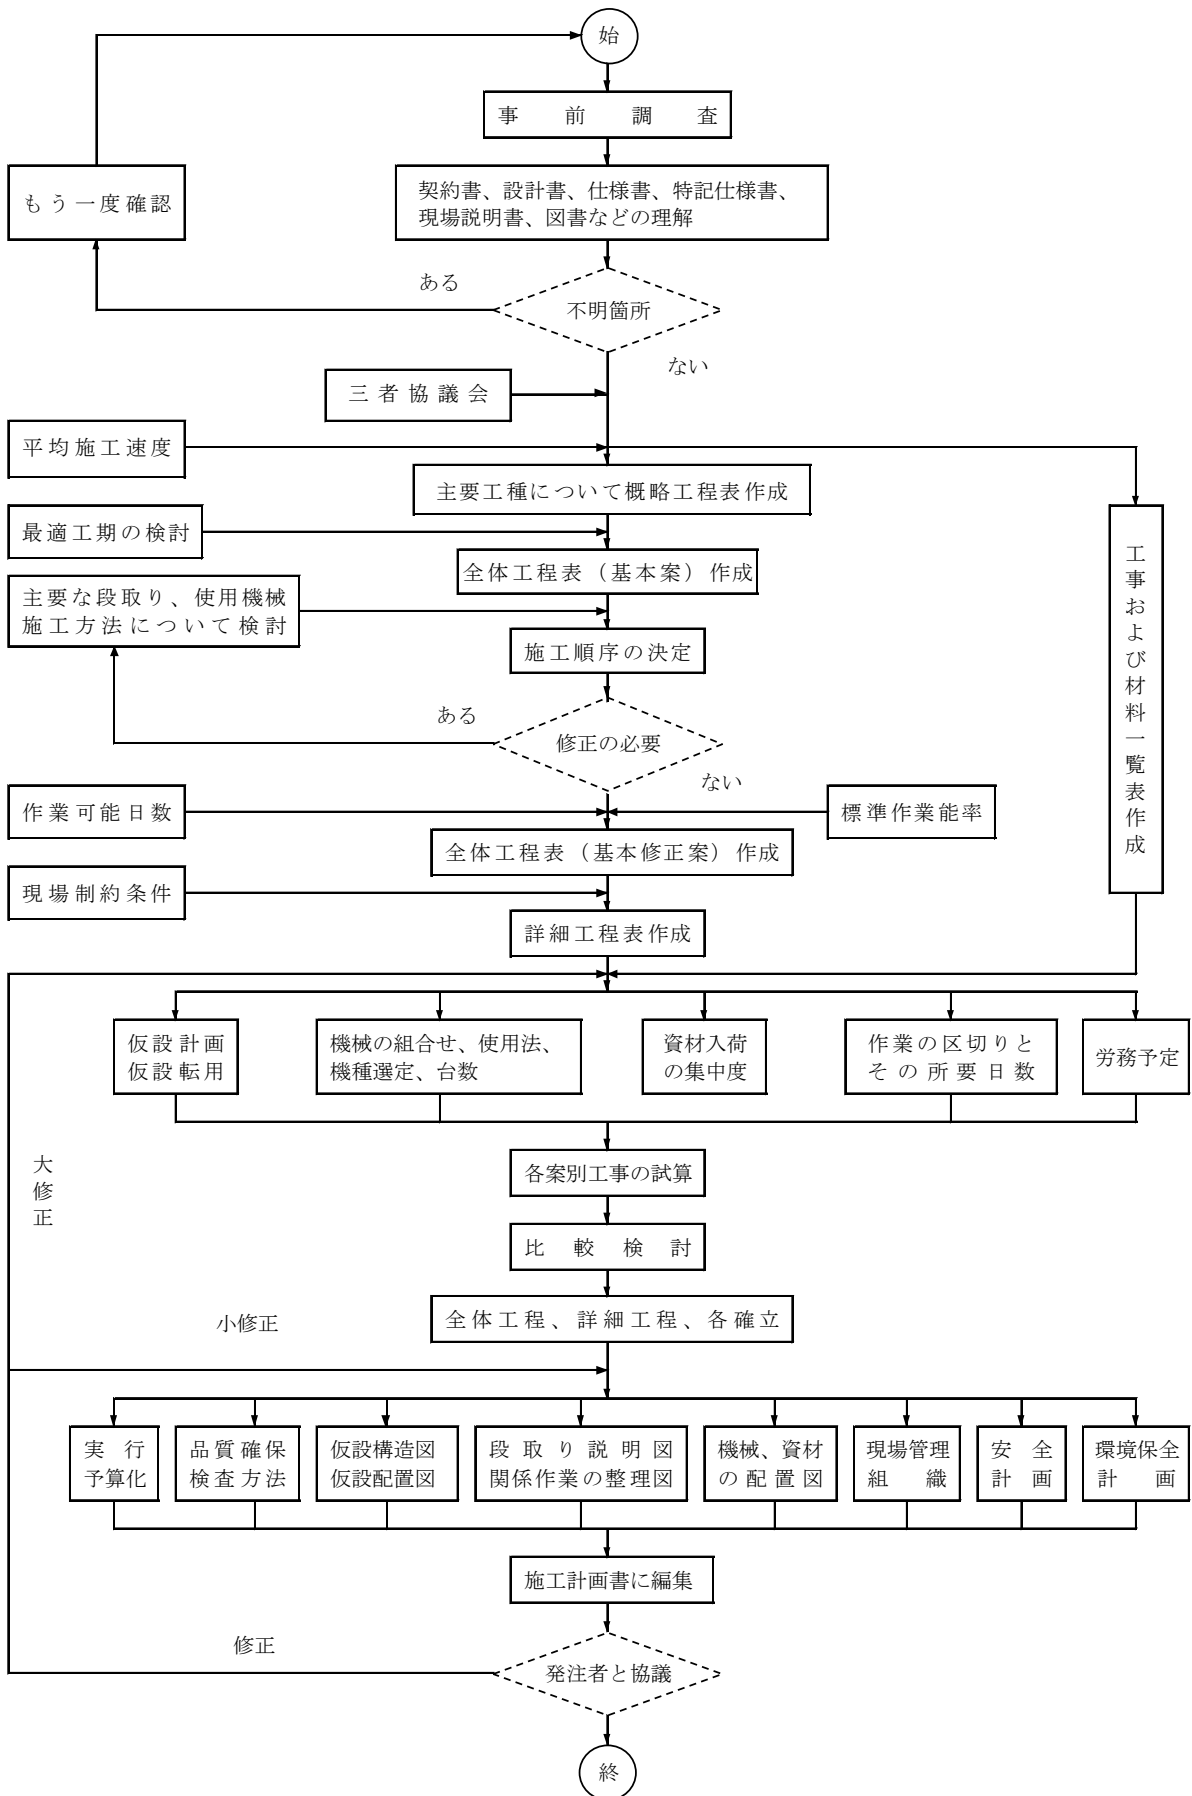 始
事前調査
もう一度確認
契約書、設計書、仕様書、特記仕様書、
現場説明書、図書などの理解
ある
不明箇所
ない
三者協議会
平均施工速度
主要工種について概略工程表作成
最適工期の検討
全体工程表（基本案）作成
主要な段取り、使用機械
施工方法について検討
施工順序の決定
工事および材料一覧表作成
ある
修正の必要
ない
作業可能日数
標準作業能率
全体工程表（基本修正案）作成
現場制約条件
詳細工程表作成
仮設計画
仮設転用
機械の組合せ、使用法、
機種選定、台数
資材入荷
の集中度
作業の区切りと
その所要日数
労務予定
大修正
各案別工事の試算
比較検討
全体工程、詳細工程、各確立
小修正
実行
予算化
品質確保
検査方法
仮設構造図
仮設配置図
段取り説明図
関係作業の整理図
機械、資材
の配置図
現場管理
組織
安全
計画
環境保全
計画
施工計画書に編集
修正
発注者と協議
終